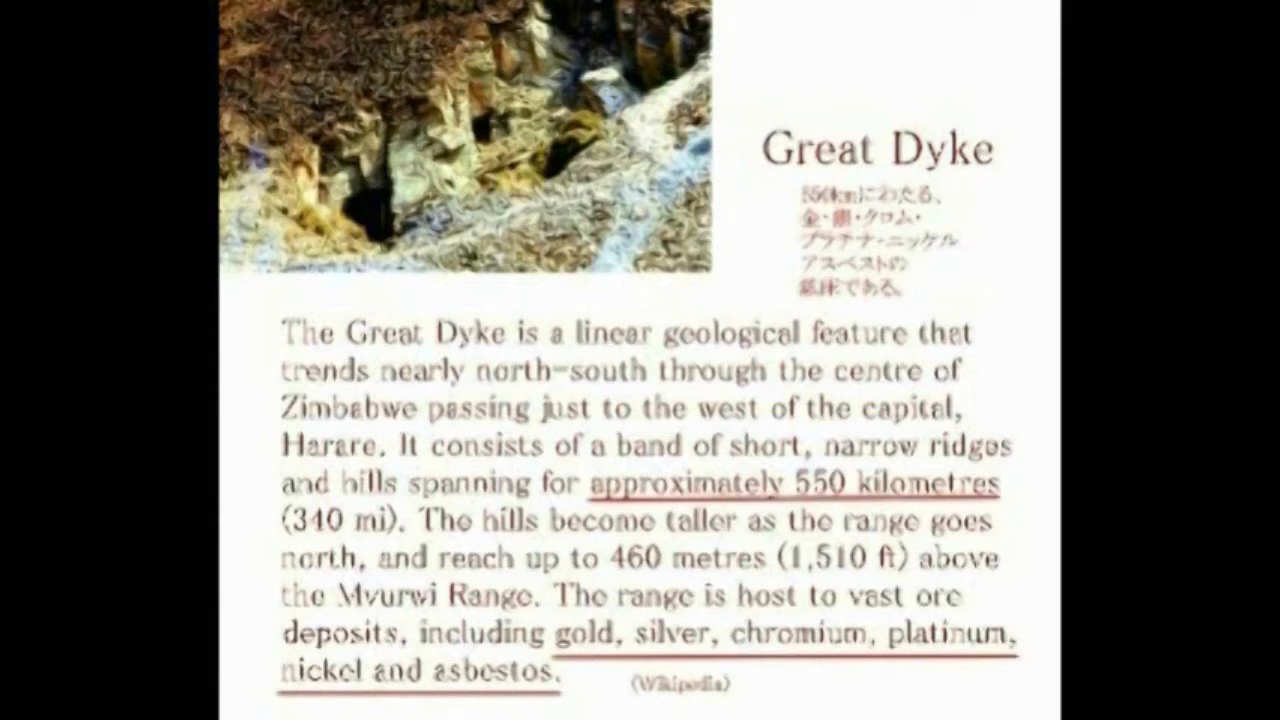 Great Dyke
550kmにわたる、
金・銀・クロム・
プラチナ・ニッケル
アスベストの
鉱床である。
The Great Dyke is a linear geological feature that
trends nearly north-south through the centre of
Zimbabwe passing just to the west of the capital,
Harare. It consists of a band of short, narrow ridges
and hills spanning for approximately 550 kilometres
(340 mi). The hills become taller as the range goes
north, and reach up to 460 metres (1,510 ft) above
the Mvurwi Range. The range is host to vast ore
deposits, including gold, silver, chromium, platinum,
nickel and asbestos.
(Wikipedia)